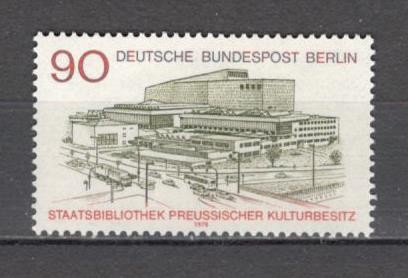 90 DEUTSCHE BUNDESPOST BERLIN
STAATSBIBLIOTHEK PREUSSISCHER KULTURBESITZ
1978